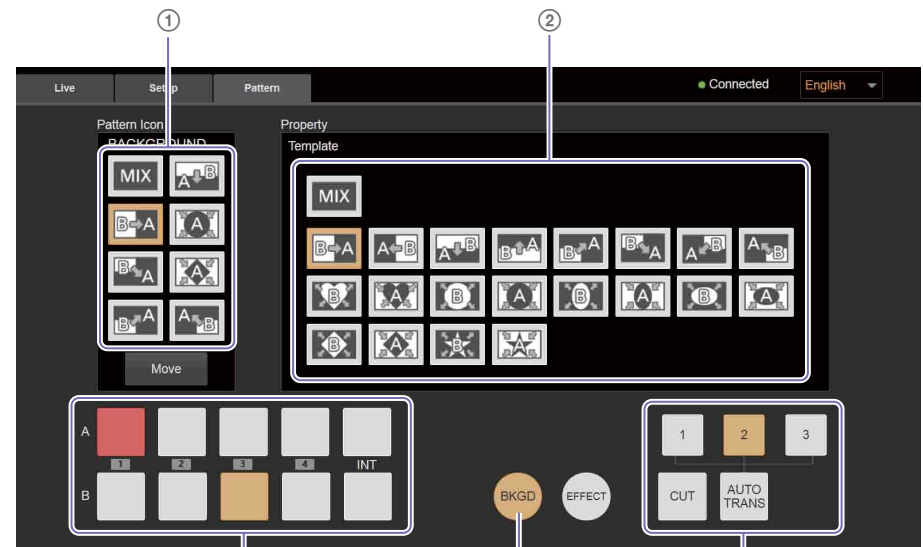 ① ②
Live Setup Pattern Connected English
Pattern Icon Property
BACKGROUND Template
MIX A B MIX
B A A B A A B A B B A B A B A A B A B
B A A B A B A B A B A
B A A B B A B A
Move
A 1 2 3
1 2 3 4 INT
B BKGD EFFECT CUT AUTO TRANS